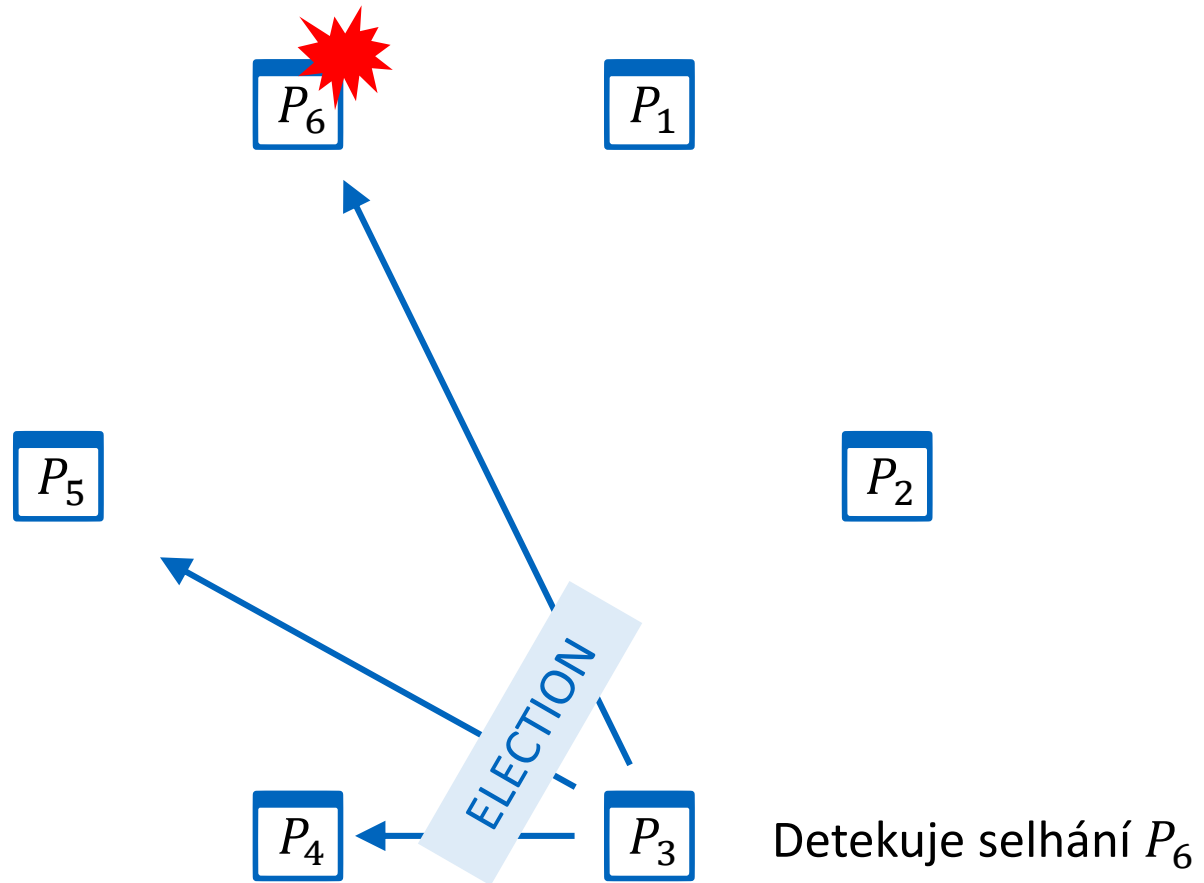 P₆
P₁
P₅
P₂
ELECTION
P₄
P₃
Detekuje selhání P₆